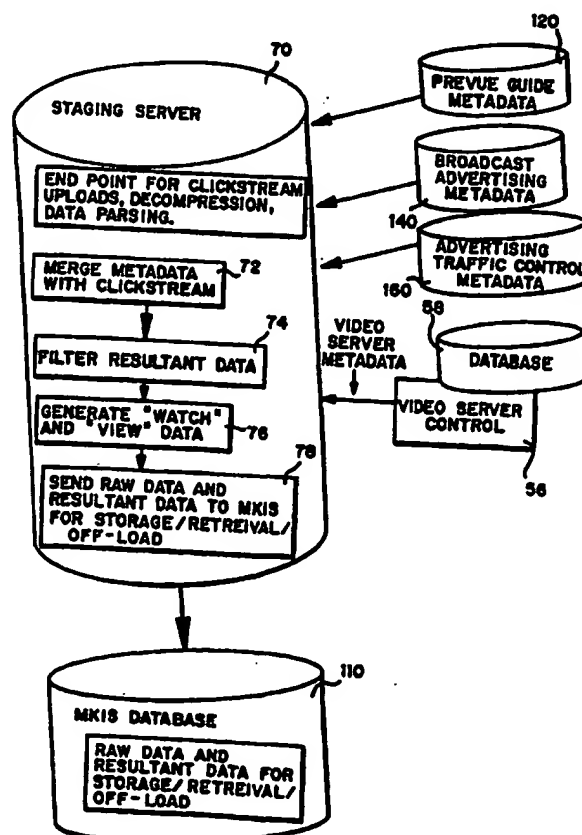 70
120
STAGING SERVER
PREVUE GUIDE
METADATA
END POINT FOR CLICKSTREAM
UPLOADS, DECOMPRESSION,
DATA PARSING.
BROADCAST
ADVERTISING
METADATA
140
MERGE METADATA
WITH CLICKSTREAM
72
ADVERTISING
TRAFFIC CONTROL
METADATA
160
FILTER RESULTANT DATA
74
VIDEO
SERVER
METADATA
58
DATABASE
GENERATE "WATCH"
AND "VIEW" DATA
76
VIDEO SERVER
CONTROL
56
78
SEND RAW DATA AND
RESULTANT DATA TO MKIS
FOR STORAGE/RETREIVAL/
OFF-LOAD
110
MKIS DATABASE
RAW DATA AND
RESULTANT DATA FOR
STORAGE/RETREIVAL/
OFF-LOAD